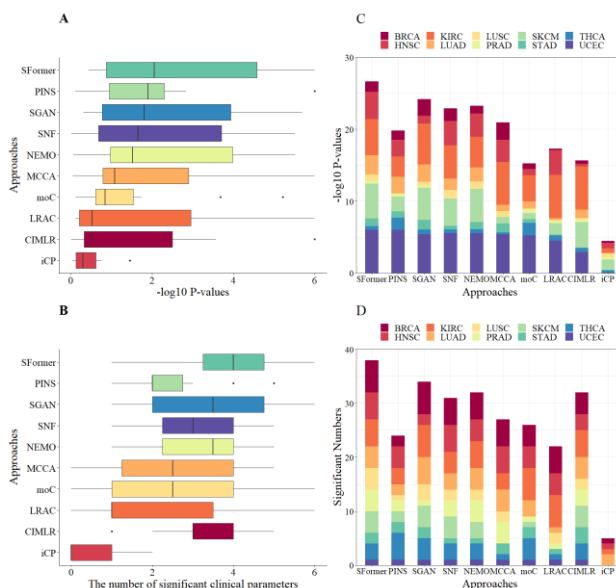 A
Approaches
SFormer
PINS
SGAN
SNF
NEMO
MCCA
moC
LRAC
CIMLR
iCP
0 2 4 6
-log10 P-values
B
Approaches
SFormer
PINS
SGAN
SNF
NEMO
MCCA
moC
LRAC
CIMLR
iCP
0 2 4 6
The number of significant clinical parameters
C
BRCA KIRC LUSC SKCM THCA
HNSC LUAD PRAD STAD UCEC
-log10 P-values
30
20
10
0
SFormer PINS SGAN SNF NEMO MCCA moC LRAC CIMLR iCP
Approaches
D
BRCA KIRC LUSC SKCM THCA
HNSC LUAD PRAD STAD UCEC
Significant Numbers
40
30
20
10
0
SFormer PINS SGAN SNF NEMO MCCA moC LRAC CIMLR iCP
Approaches